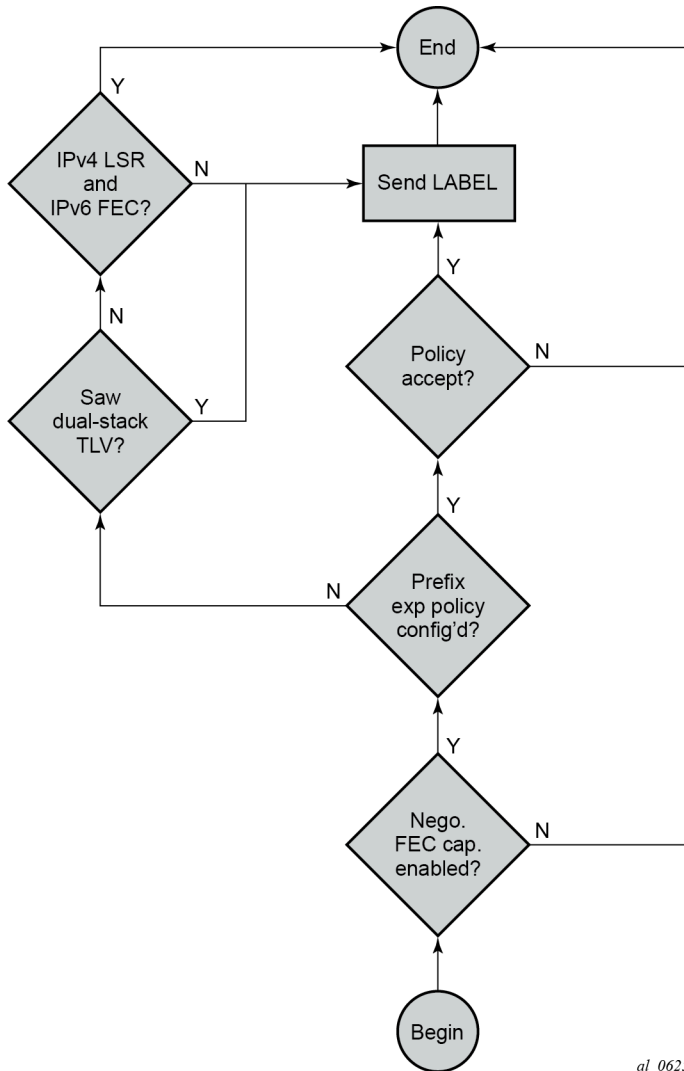 End
Y
IPv4 LSR
and
IPv6 FEC?
N
Send LABEL
Y
N
Policy
accept?
N
Saw
dual-stack
TLV?
Y
Y
N
Prefix
exp policy
config'd?
Y
Nego.
FEC cap.
enabled?
N
Begin
al_062